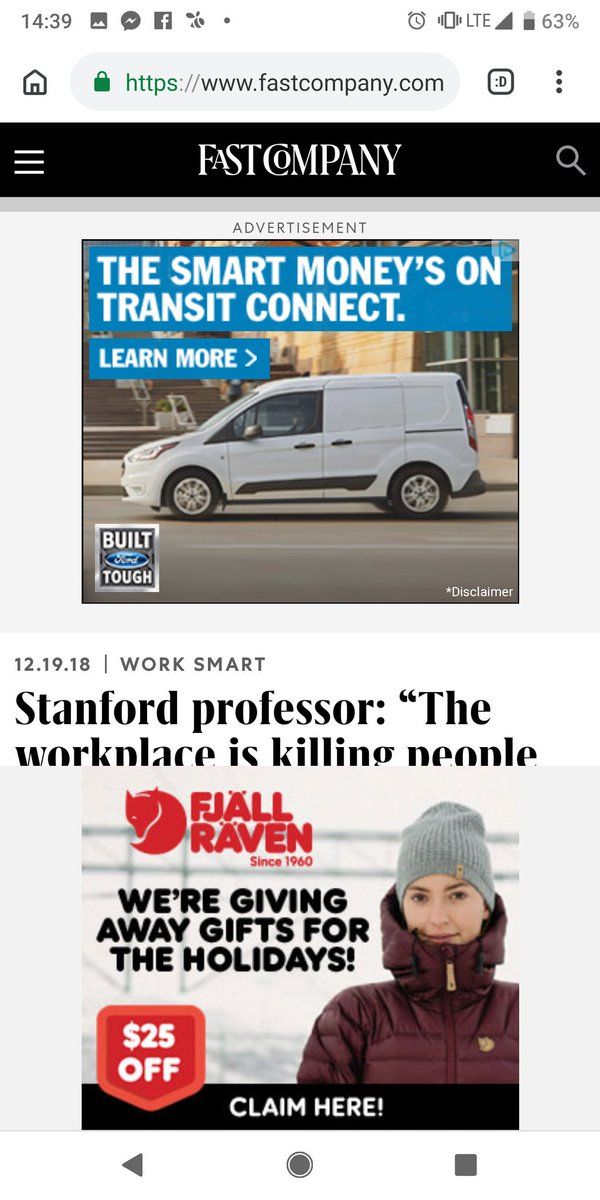 14:39 LTE 63%
https://www.fastcompany.com :D
FAST COMPANY
ADVERTISEMENT
THE SMART MONEY'S ON
TRANSIT CONNECT.
LEARN MORE >
BUILT
Ford
TOUGH
*Disclaimer
12.19.18 | WORK SMART
Stanford professor: “The
workplace is killing people
FJÄLL
RÄVEN
Since 1960
WE'RE GIVING
AWAY GIFTS FOR
THE HOLIDAYS!
$25
OFF
CLAIM HERE!